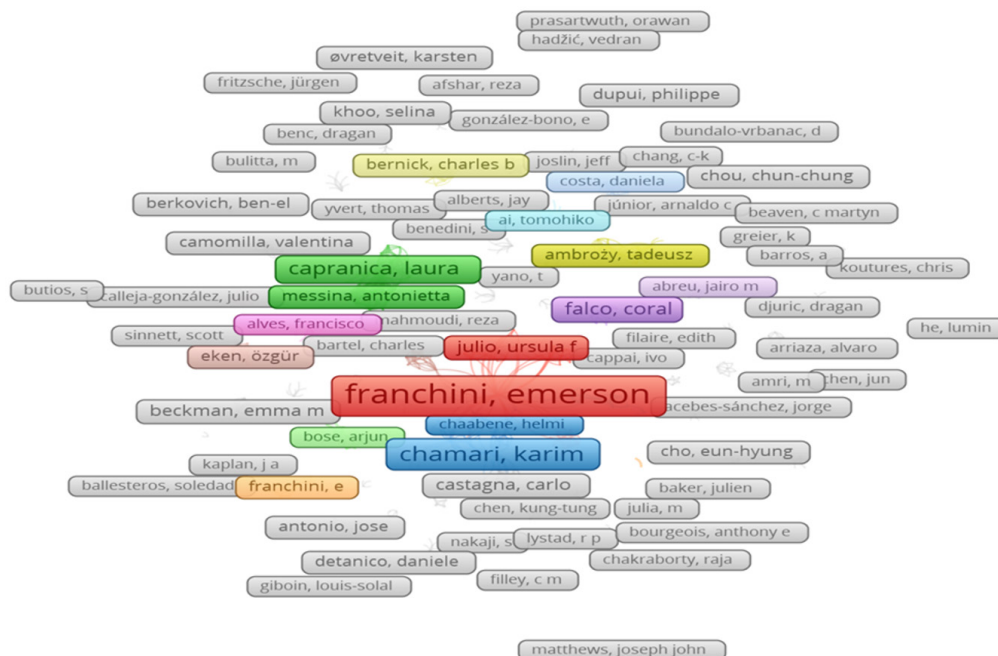 prasartwuth, orawan
hadžić, vedran
øvretveit, karsten
fritzsche, jürgen
afshar, reza
dupui, philippe
khoo, selina
gonzález-bono, e
benc, dragan
bundalo-vrbanac, d
bulitta, m
bernick, charles b
joslin, jeff
chang, c-k
costa, daniela
chou, chun-chung
berkovich, ben-el
yvert, thomas
alberts, jay
júnior, arnaldo c
beaven, c martyn
ai, tomohiko
benedini, s
camomilla, valentina
greier, k
ambroży, tadeusz
barros, a
koutures, chris
capranica, laura
yano, t
butios, s
calleja-gonzález, julio
messina, antonietta
abreu, jairo m
falco, coral
djuric, dragan
alves, francisco
mahmoudi, reza
he, lumin
sinnett, scott
bartel, charles
julio, ursula f
filaire, edith
arriaza, alvaro
eken, özgür
cappai, ivo
franchini, emerson
amri, m
chen, jun
beckman, emma m
acebes-sánchez, jorge
chaabene, helmi
bose, arjun
chamari, karim
cho, eun-hyung
kaplan, j a
ballesteros, soledad
franchini, e
castagna, carlo
baker, julien
chen, kung-tung
julia, m
antonio, jose
nakaji, s
lystad, r p
bourgeois, anthony e
detanico, daniele
chakraborty, raja
giboin, louis-solal
filley, c m
matthews, joseph john